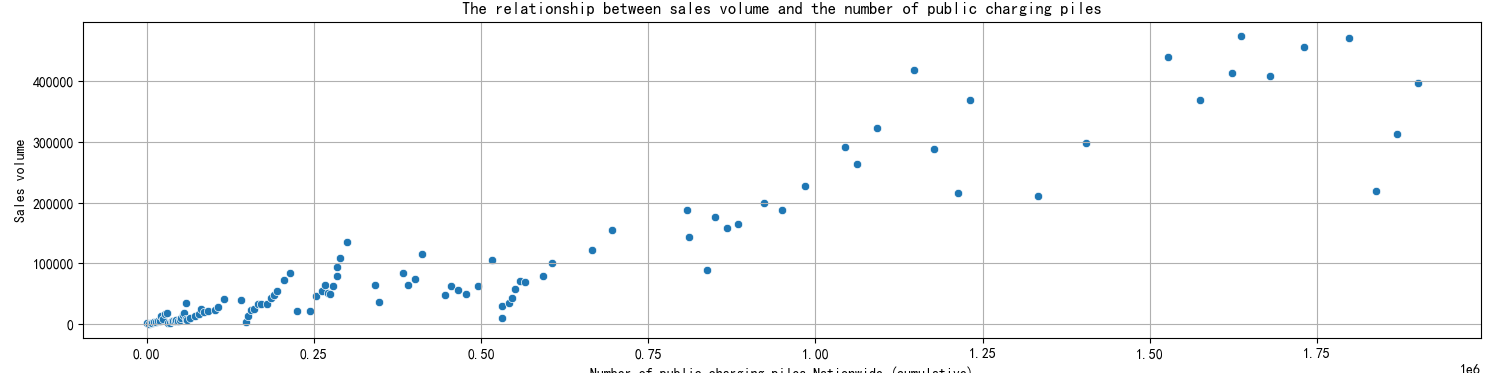 The relationship between sales volume and the number of public charging piles
400000
300000
200000
100000
0
Sales volume
0.00 0.25 0.50 0.75 1.00 1.25 1.50 1.75
1e6
Number of public charging piles Nationwide (cumulative)